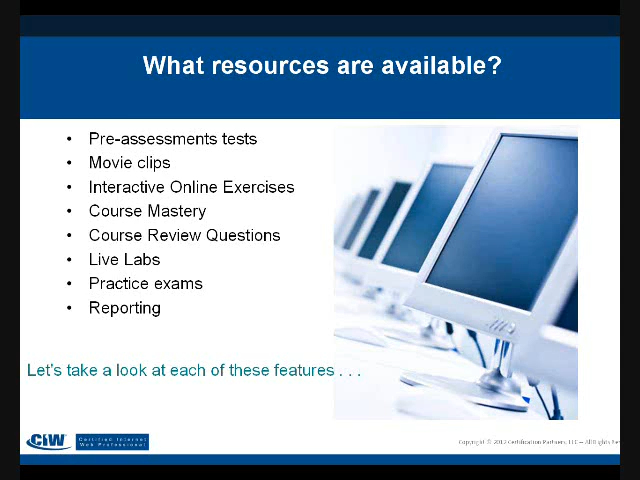 What resources are available?
• Pre-assessments tests
• Movie clips
• Interactive Online Exercises
• Course Mastery
• Course Review Questions
• Live Labs
• Practice exams
• Reporting
Let's take a look at each of these features . . .
CIW
Certified Internet
Web Professional
Copyright © 2012 Certification Partners, LLC – All Rights